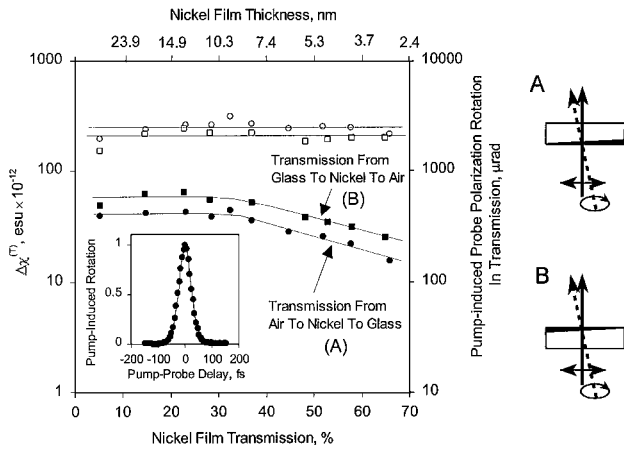 Nickel Film Thickness, nm
23.9 14.9 10.3 7.4 5.3 3.7 2.4
1000
100
10
1
Δχ⁽ᵀ⁾, esu × 10⁻¹²
10000
1000
100
10
Pump-induced Probe Polarization Rotation
In Transmission, μrad
Transmission From
Glass To Nickel To Air
(B)
Transmission From
Air To Nickel To Glass
(A)
Pump-Induced Rotation
1
0.5
0
-200 -100 0 100 200
Pump-Probe Delay, fs
0 10 20 30 40 50 60 70
Nickel Film Transmission, %
A
B